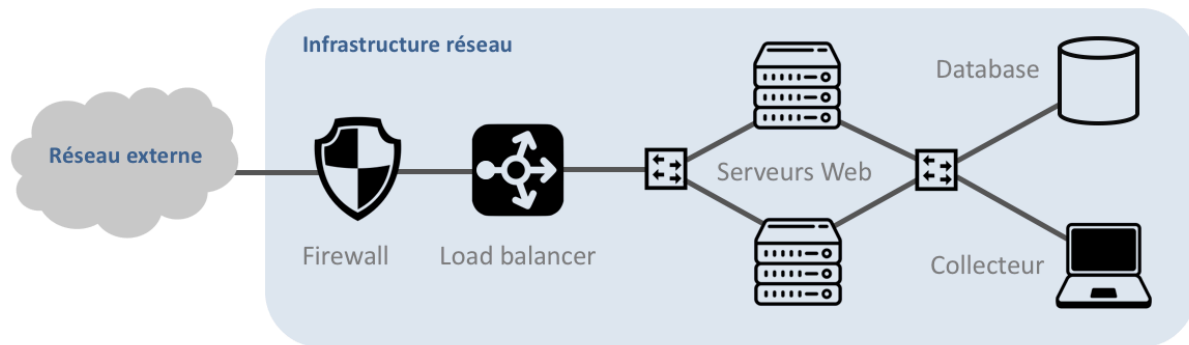 Infrastructure réseau
Réseau externe
Firewall
Load balancer
Serveurs Web
Database
Collecteur